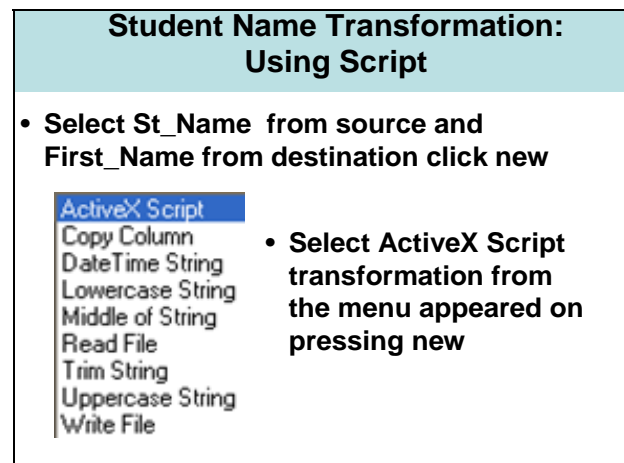 Student Name Transformation:
Using Script
• Select St_Name from source and
First_Name from destination click new
ActiveX Script
Copy Column
DateTime String
Lowercase String
Middle of String
Read File
Trim String
Uppercase String
Write File
• Select ActiveX Script
transformation from
the menu appeared on
pressing new